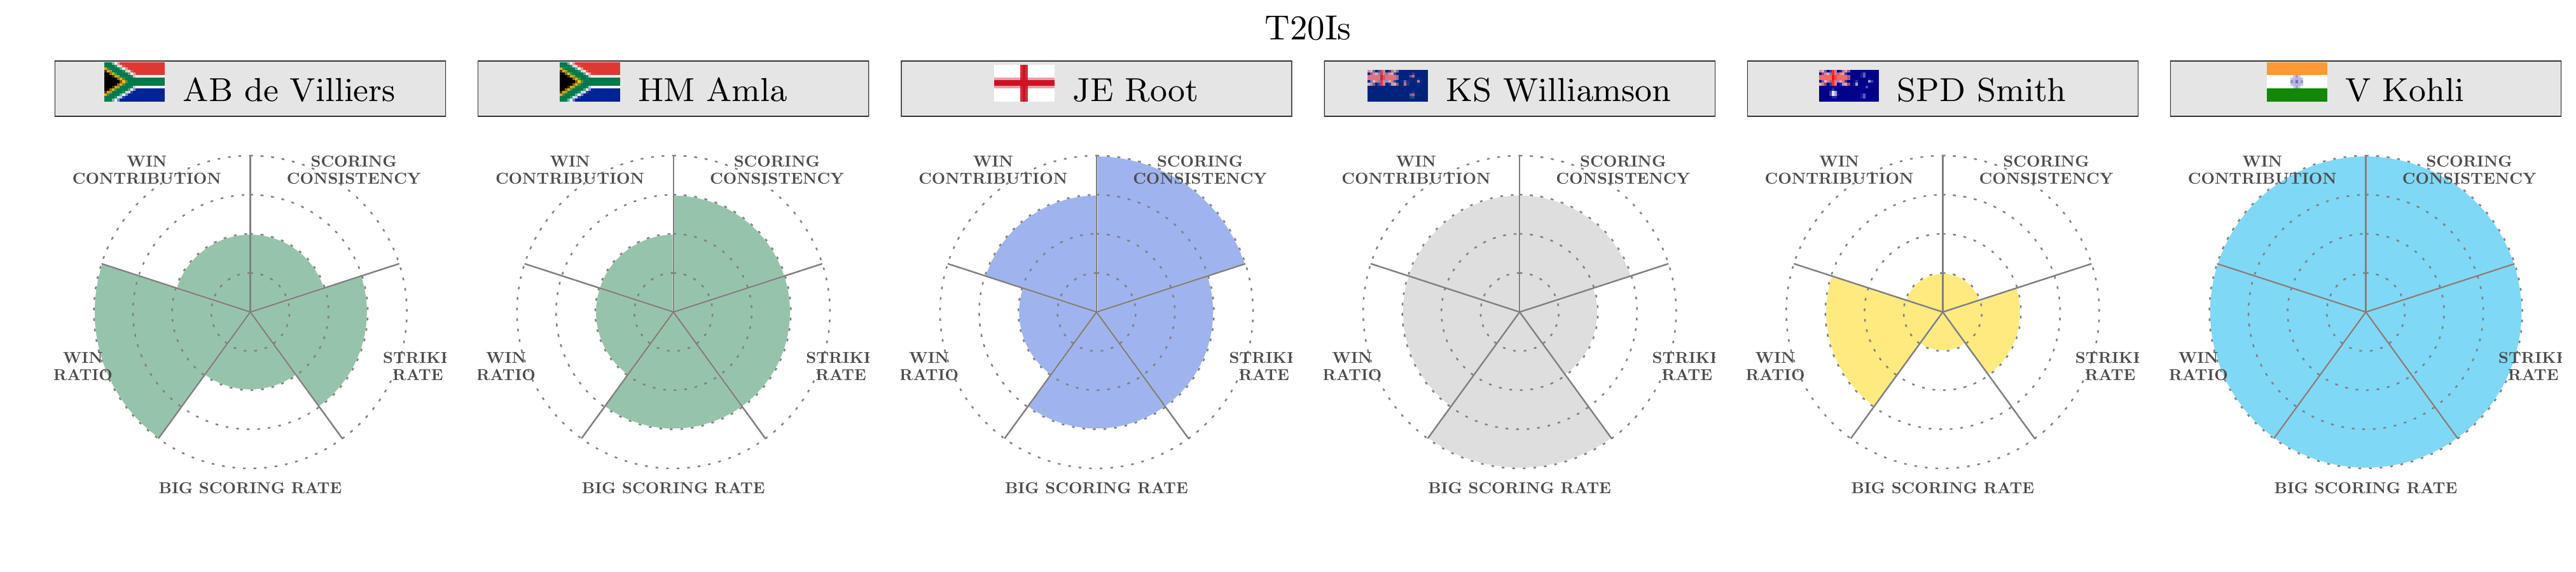 T20Is
AB de Villiers
HM Amla
JE Root
KS Williamson
SPD Smith
V Kohli
WIN
CONTRIBUTION
SCORING
CONSISTENCY
WIN
RATIO
STRIKE
RATE
BIG SCORING RATE
WIN
CONTRIBUTION
SCORING
CONSISTENCY
WIN
RATIO
STRIKE
RATE
BIG SCORING RATE
WIN
CONTRIBUTION
SCORING
CONSISTENCY
WIN
RATIO
STRIKE
RATE
BIG SCORING RATE
WIN
CONTRIBUTION
SCORING
CONSISTENCY
WIN
RATIO
STRIKE
RATE
BIG SCORING RATE
WIN
CONTRIBUTION
SCORING
CONSISTENCY
WIN
RATIO
STRIKE
RATE
BIG SCORING RATE
WIN
CONTRIBUTION
SCORING
CONSISTENCY
WIN
RATIO
STRIKE
RATE
BIG SCORING RATE